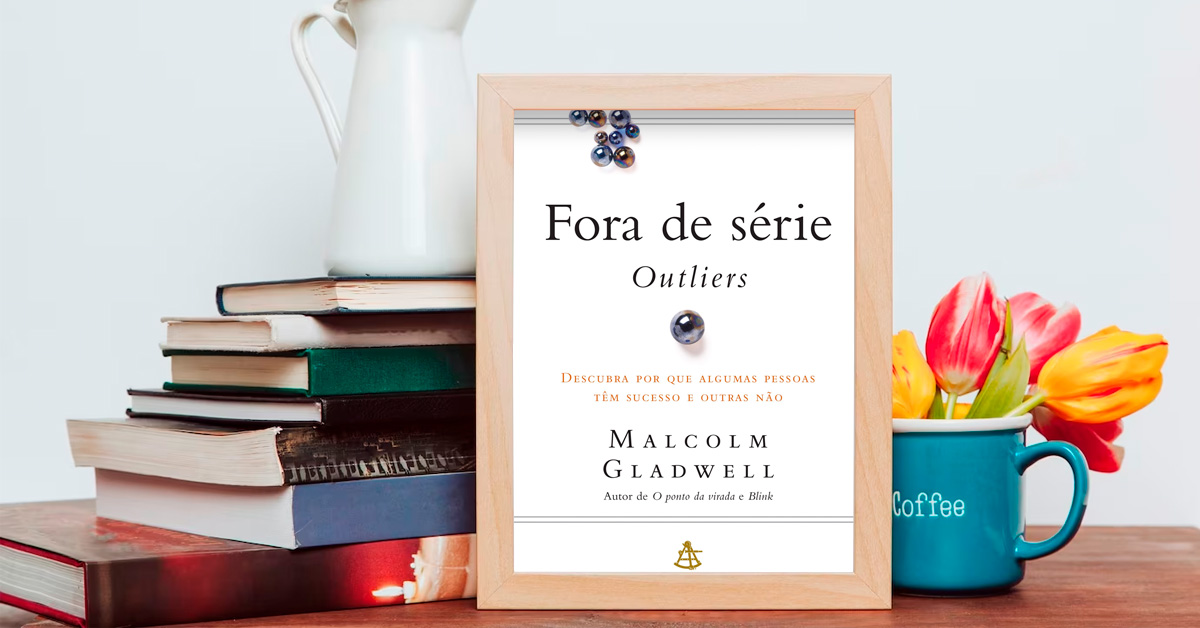 Fora de série
Outliers
Descubra por que algumas pessoas
têm sucesso e outras não
Malcolm
Gladwell
Autor de O ponto da virada e Blink
Coffee